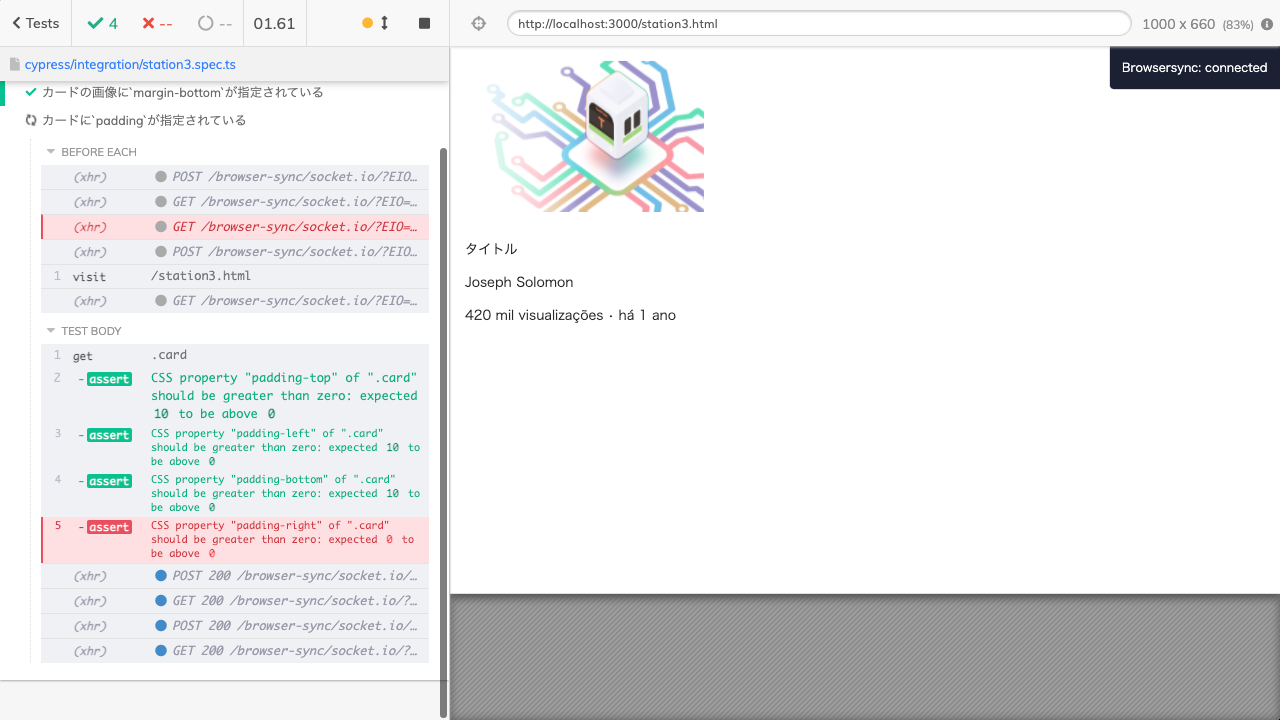 Tests
4
--
--
01.61
http://localhost:3000/station3.html
1000 x 660 (83%)
cypress/integration/station3.spec.ts
Browsersync: connected
カードの画像に`margin-bottom`が指定されている
カードに`padding`が指定されている
BEFORE EACH
(xhr) POST /browser-sync/socket.io/?EIO…
(xhr) GET /browser-sync/socket.io/?EIO=…
(xhr) GET /browser-sync/socket.io/?EIO=…
(xhr) POST /browser-sync/socket.io/?EIO…
1 visit /station3.html
(xhr) GET /browser-sync/socket.io/?EIO=…
TEST BODY
1 get .card
2 -assert CSS property "padding-top" of ".card"
should be greater than zero: expected
10 to be above 0
3 -assert CSS property "padding-left" of ".card"
should be greater than zero: expected 10 to
be above 0
4 -assert CSS property "padding-bottom" of ".card"
should be greater than zero: expected 10 to
be above 0
5 -assert CSS property "padding-right" of ".card"
should be greater than zero: expected 0 to
be above 0
(xhr) POST 200 /browser-sync/socket.io/…
(xhr) GET 200 /browser-sync/socket.io/?…
(xhr) POST 200 /browser-sync/socket.io/…
(xhr) GET 200 /browser-sync/socket.io/?…
T
タイトル
Joseph Solomon
420 mil visualizações · há 1 ano